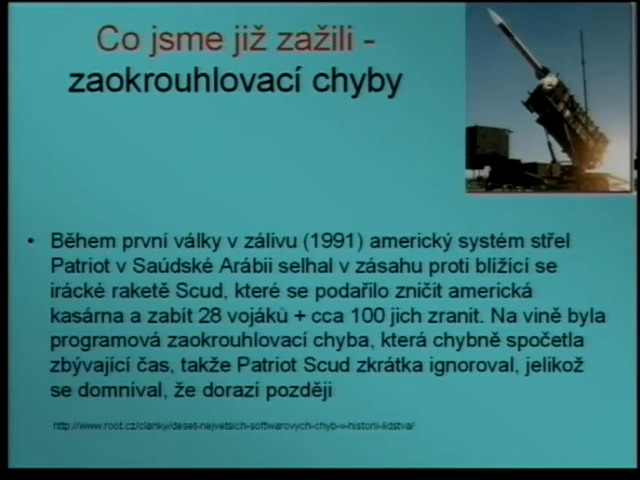 Co jsme již zažili -
zaokrouhlovací chyby
• Během první války v zálivu (1991) americký systém střel
Patriot v Saúdské Arábii selhal v zásahu proti blížící se
irácké raketě Scud, které se podařilo zničit americká
kasárna a zabít 28 vojáků + cca 100 jich zranit. Na vině byla
programová zaokrouhlovací chyba, která chybně spočetla
zbývající čas, takže Patriot Scud zkrátka ignoroval, jelikož
se domníval, že dorazí později
http://www.root.cz/clanky/deset-nejvetsich-softwarovych-chyb-v-historii-lidstva/